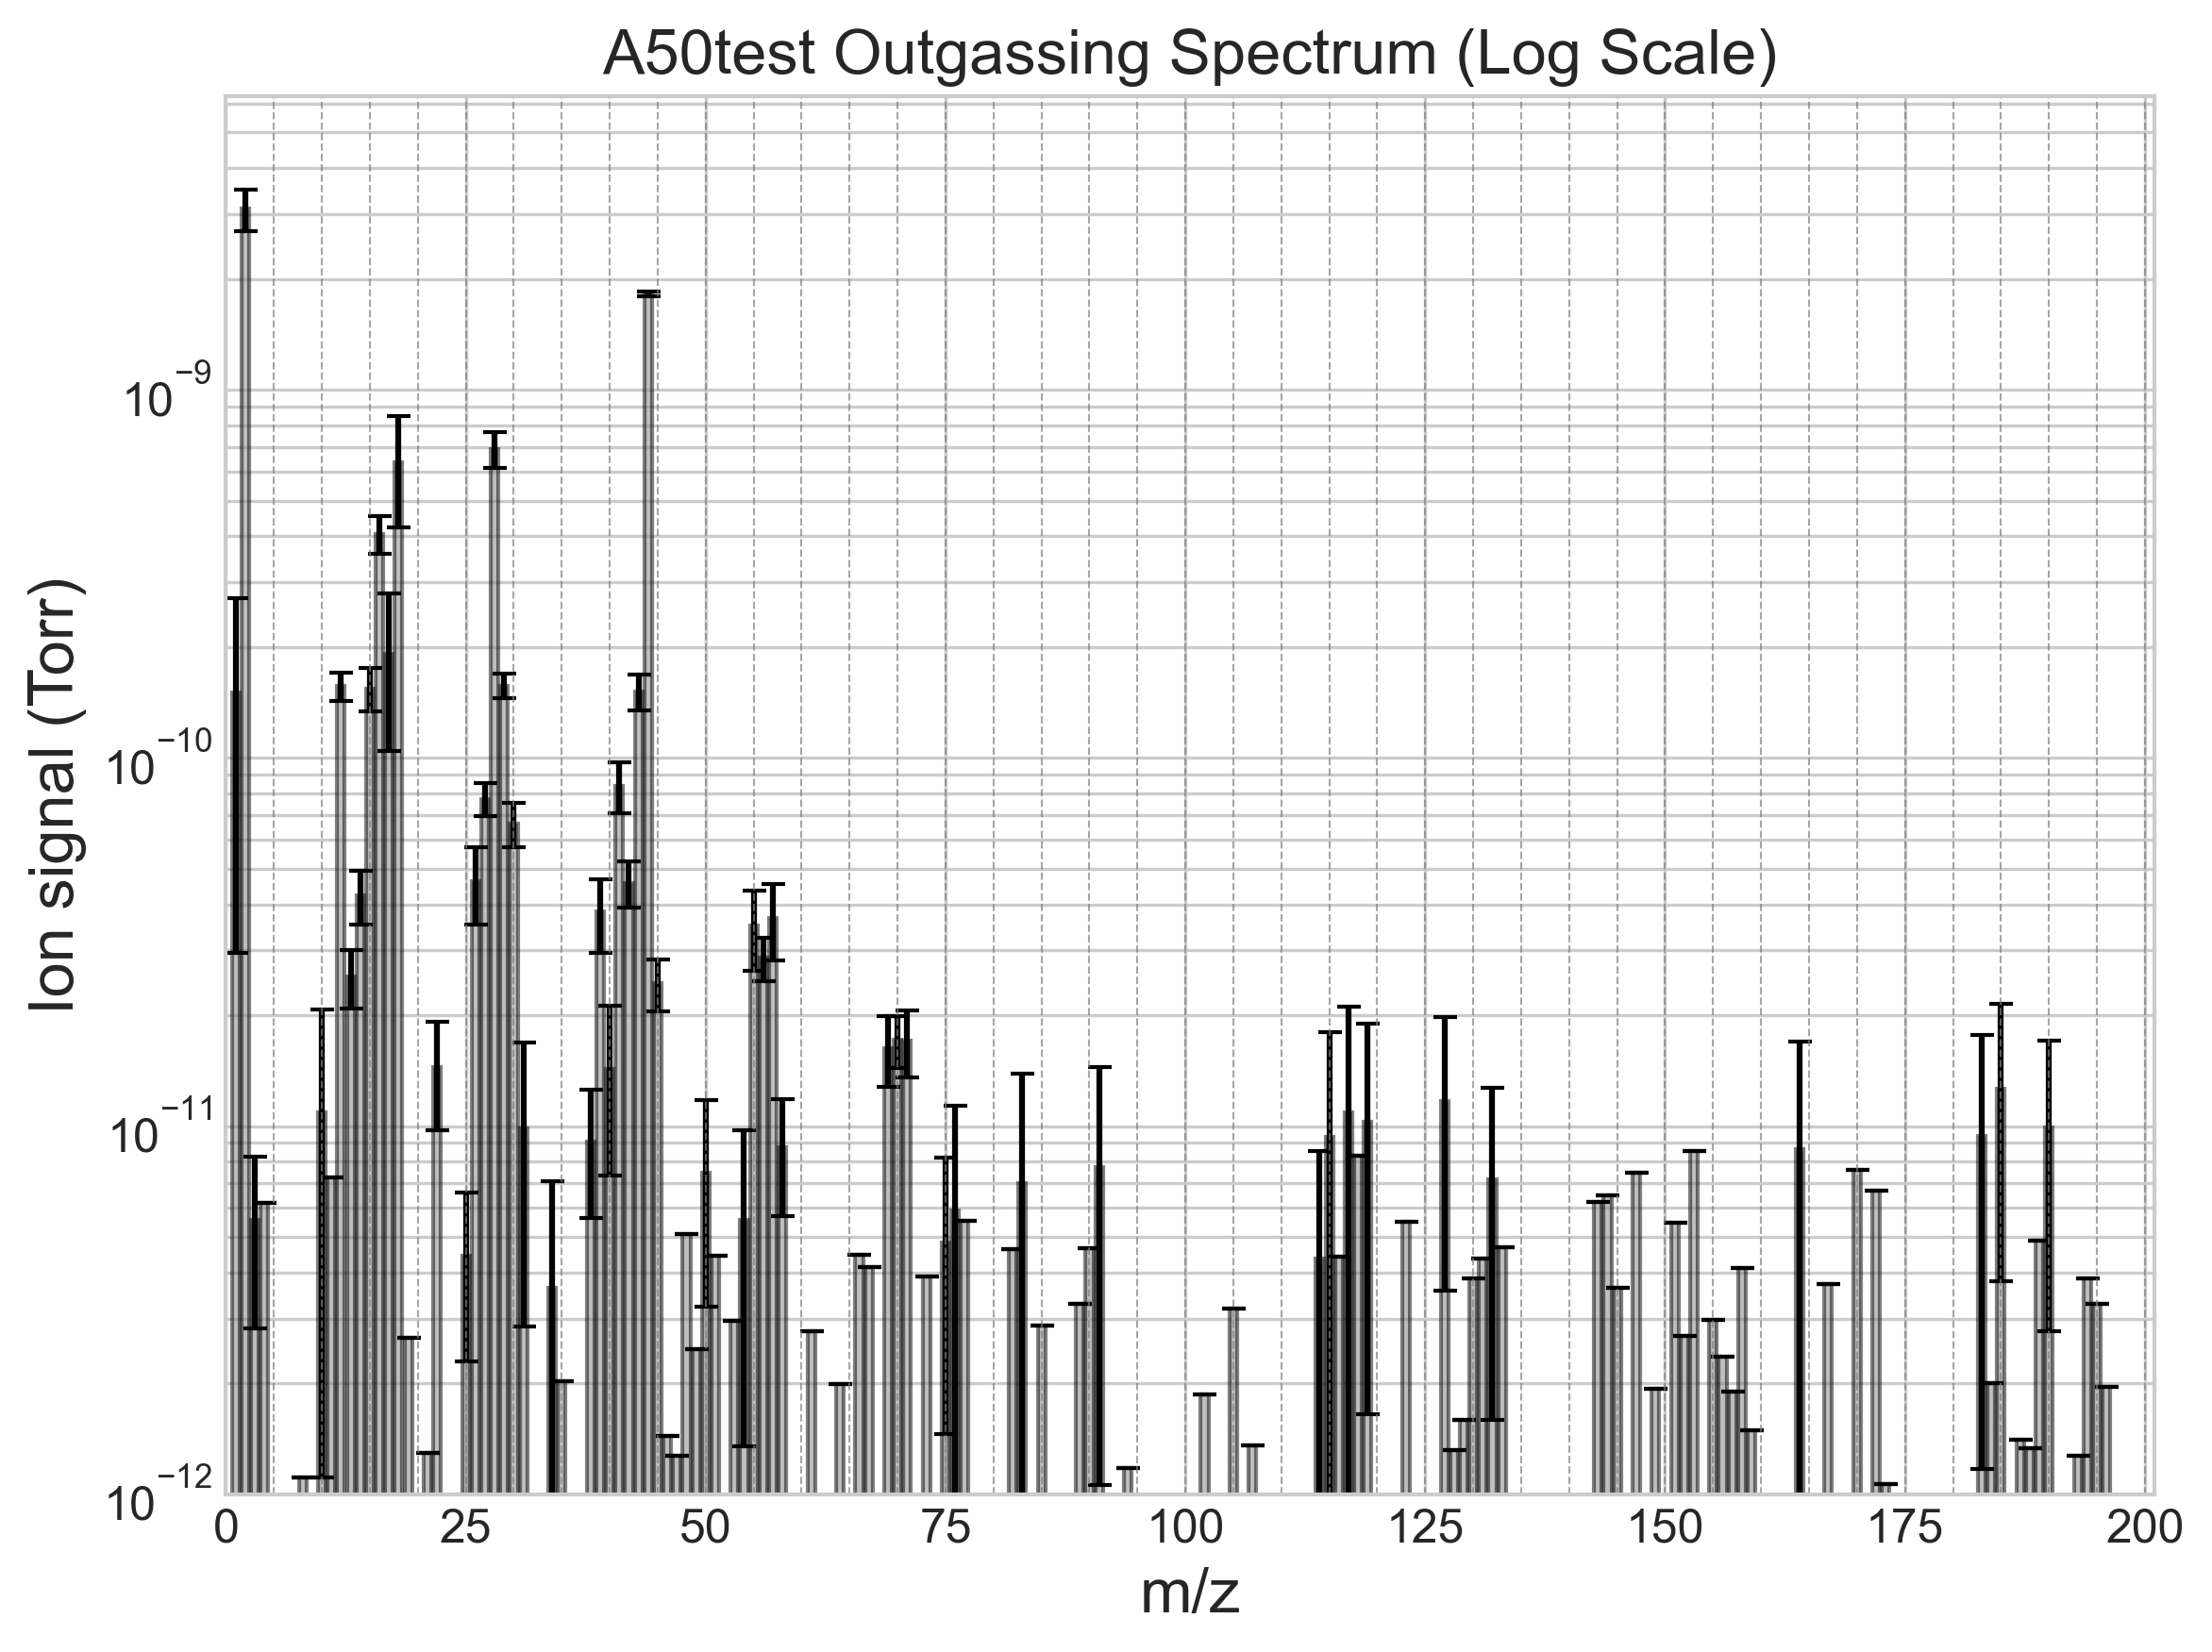 A50test Outgassing Spectrum (Log Scale)
Ion signal (Torr)
10⁻⁹
10⁻¹⁰
10⁻¹¹
10⁻¹²
0 25 50 75 100 125 150 175 200
m/z